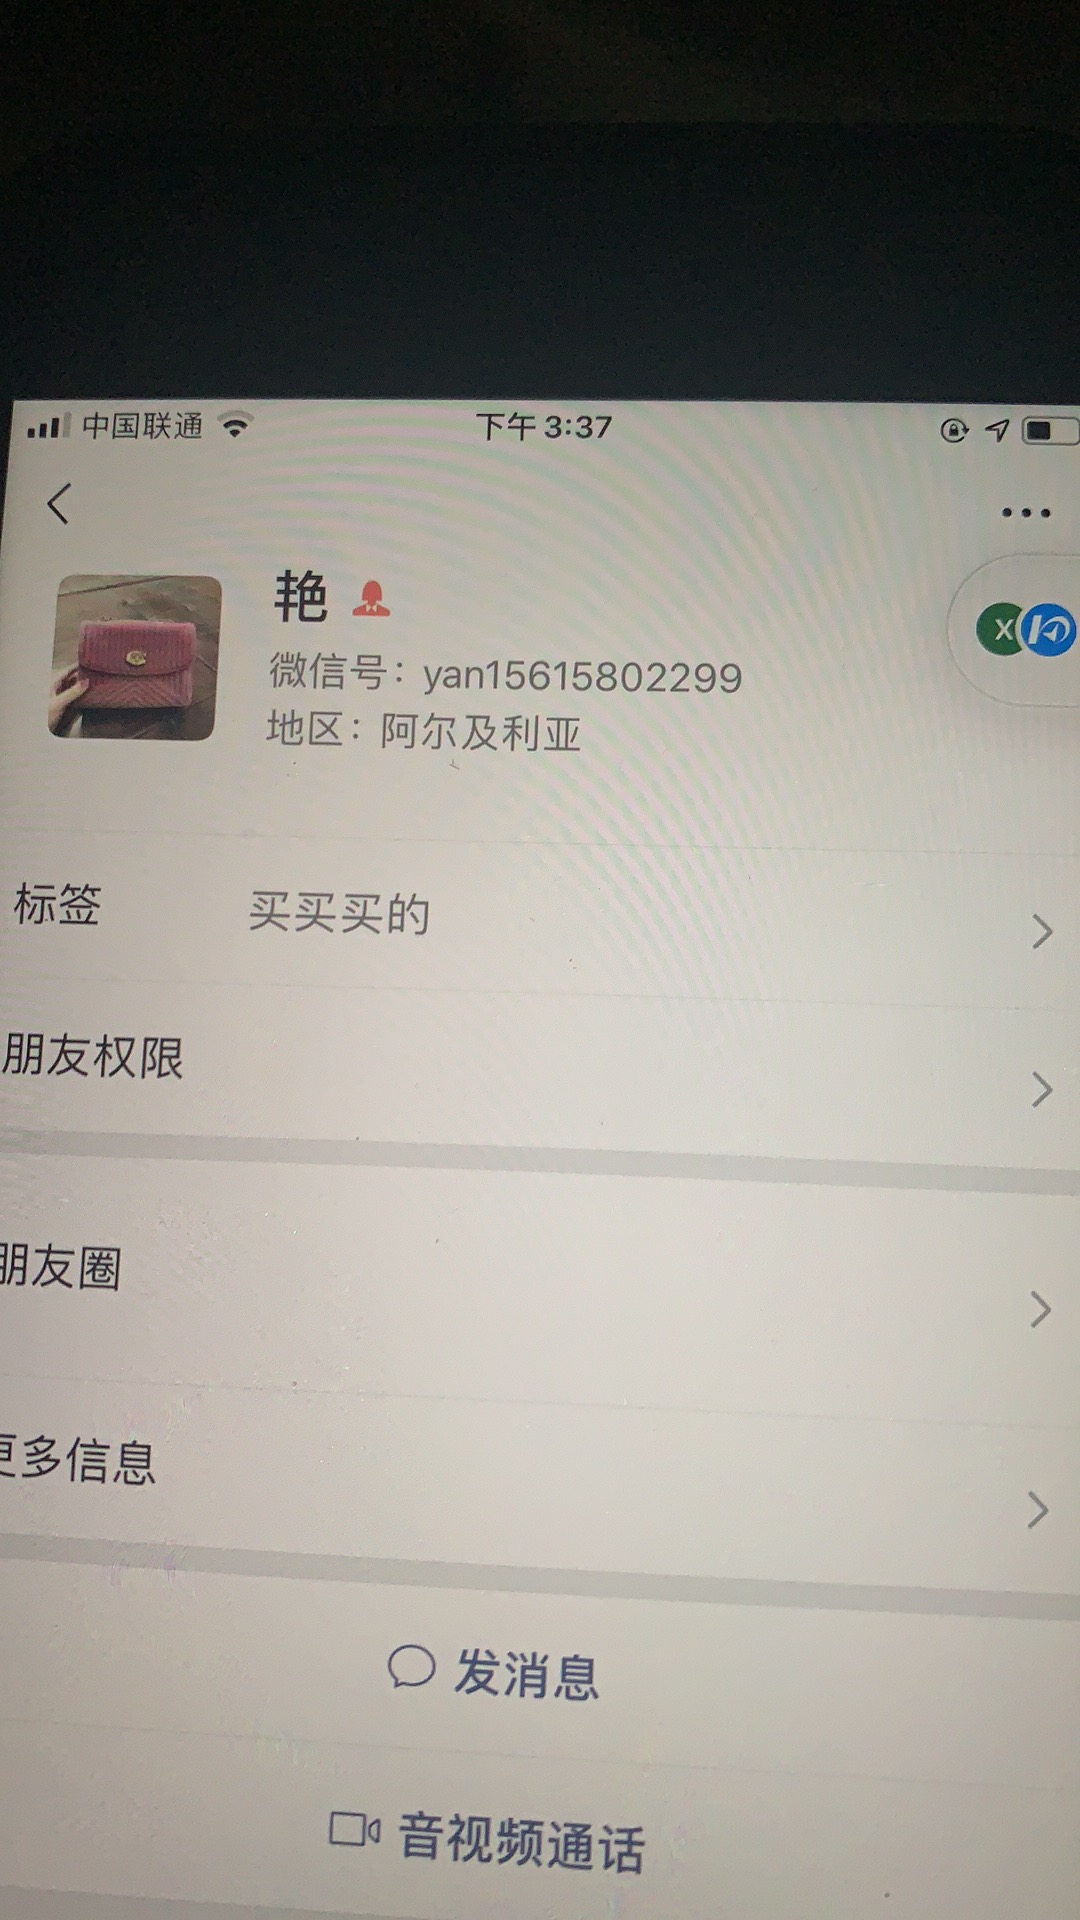 中国联通 下午 3:37
艳
微信号：yan15615802299
地区：阿尔及利亚
标签 买买买的
朋友权限
朋友圈
更多信息
发消息
音视频通话